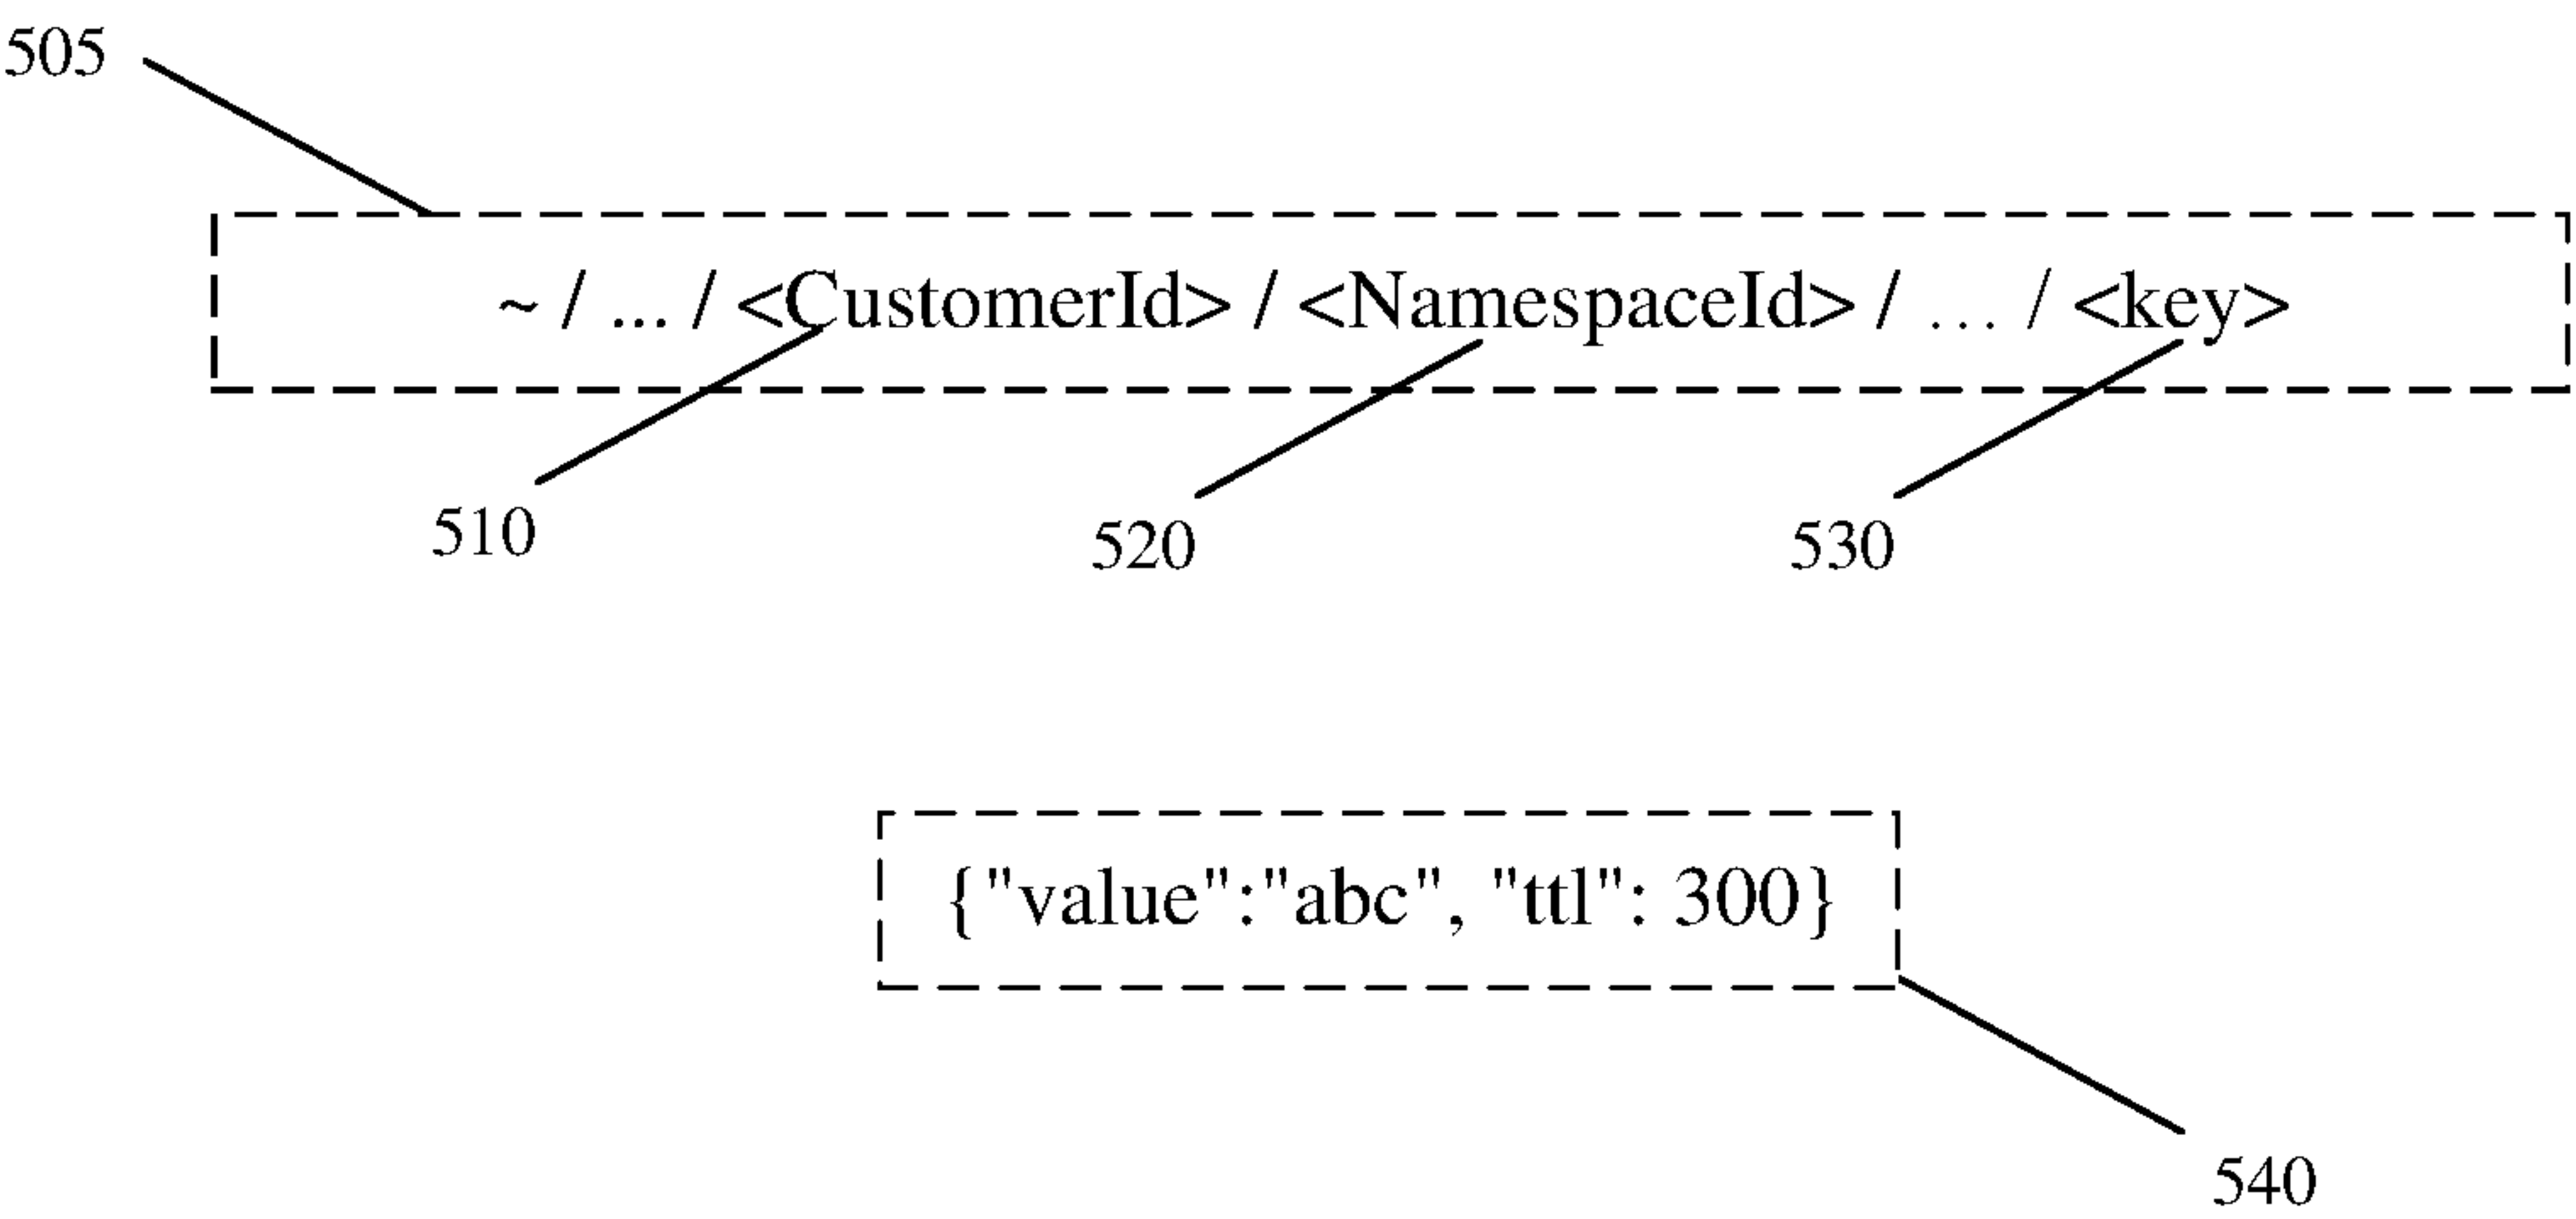 505
~ / ... / <CustomerId> / <NamespaceId> / ... / <key>
510 520 530
{"value":"abc", "ttl": 300}
540